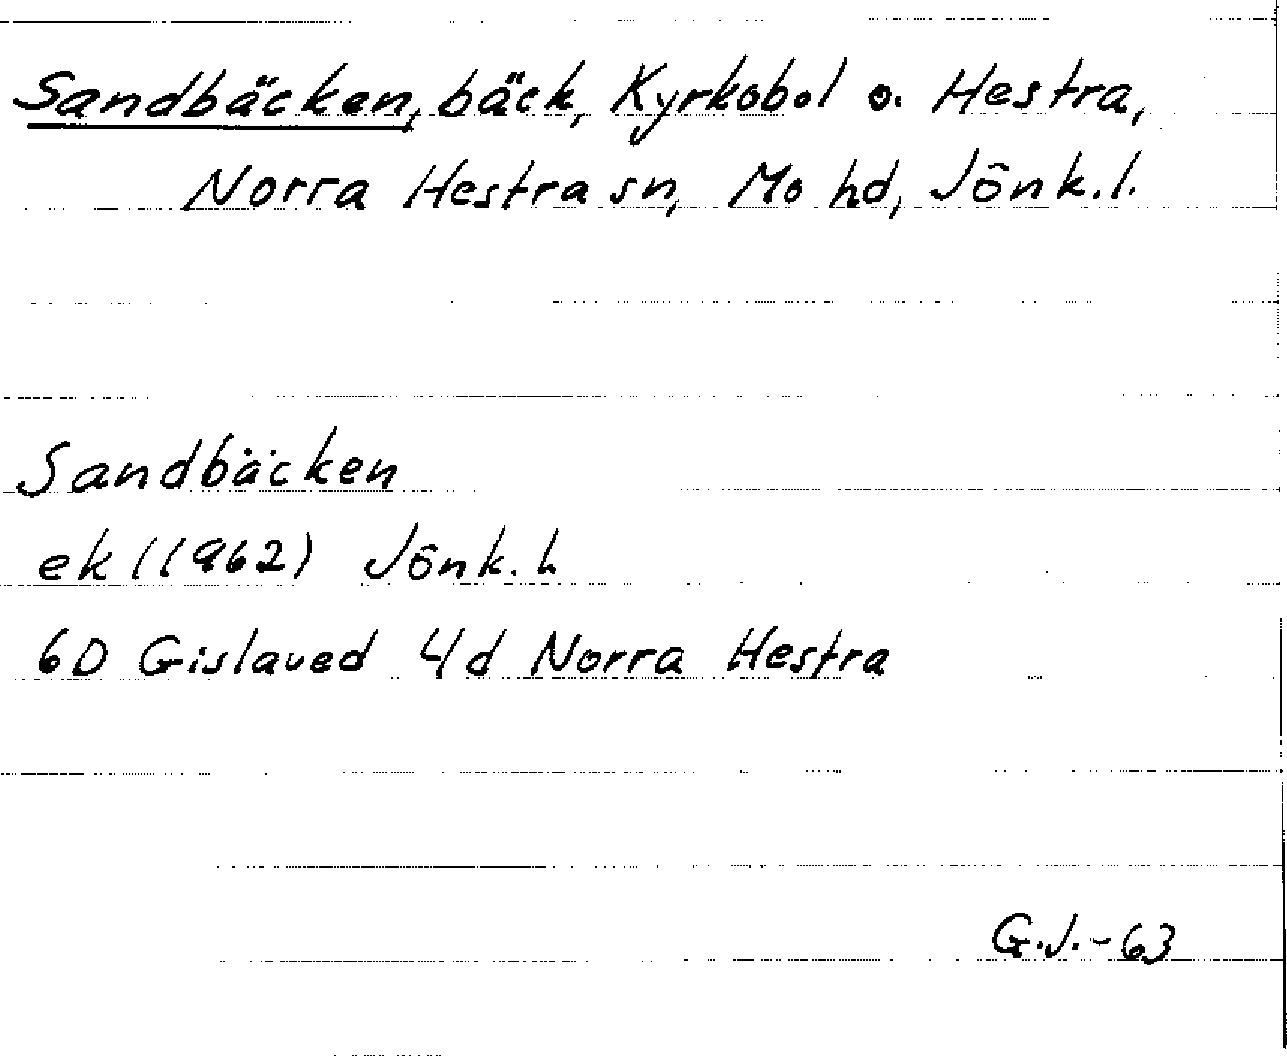 Sandbäcken, bäck, Kyrkobol o. Hestra,
Norra Hestra sn, Mo hd, Jönk.l.
Sandbäcken
ek (1962) Jönk. L
6D Gislaved 4d Norra Hestra
G.J.-63